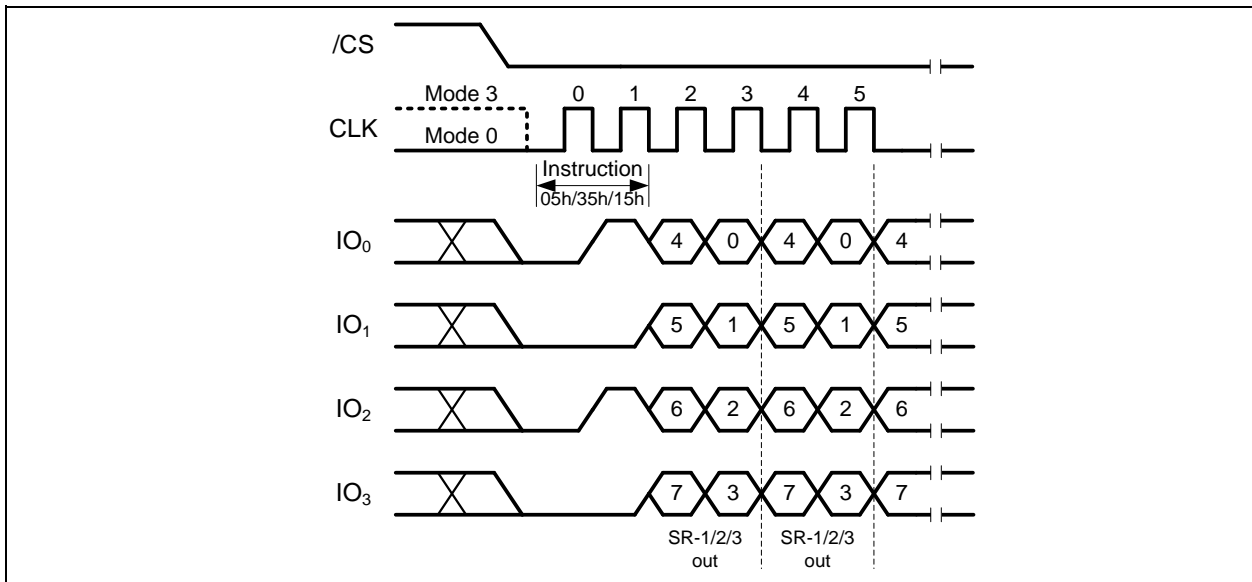 /CS
Mode 3 0 1 2 3 4 5
CLK Mode 0
Instruction
05h/35h/15h
IO₀ 4 0 4 0 4
IO₁ 5 1 5 1 5
IO₂ 6 2 6 2 6
IO₃ 7 3 7 3 7
SR-1/2/3 SR-1/2/3
out out